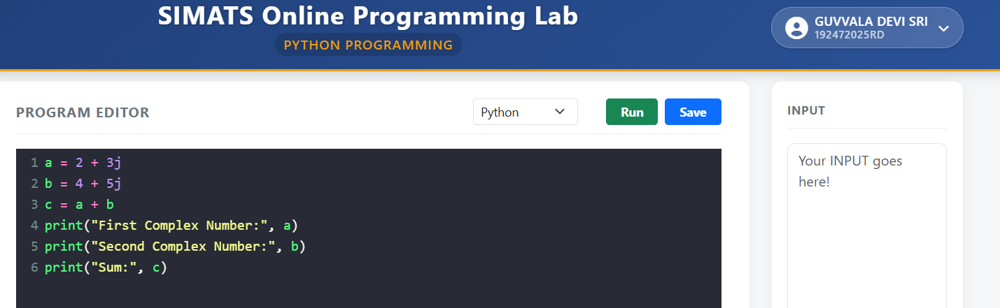 SIMATS Online Programming Lab
PYTHON PROGRAMMING
GUVVALA DEVI SRI
192472025RD
PROGRAM EDITOR
Python
Run
Save
1 a = 2 + 3j
2 b = 4 + 5j
3 c = a + b
4 print("First Complex Number:", a)
5 print("Second Complex Number:", b)
6 print("Sum:", c)
INPUT
Your INPUT goes
here!